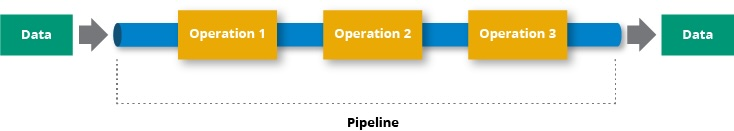 Data
Operation 1
Operation 2
Operation 3
Data
Pipeline